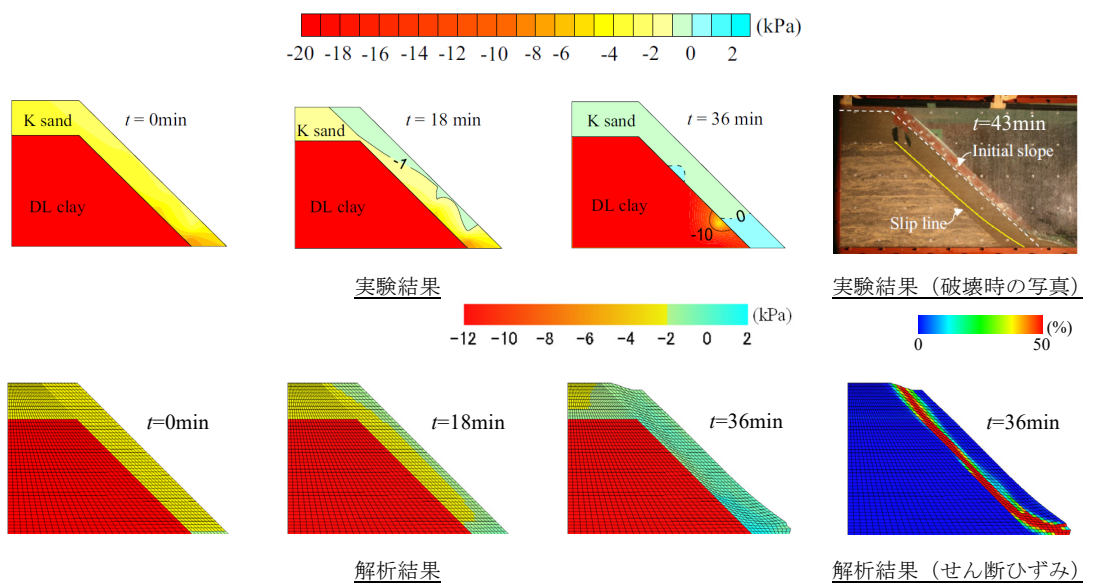 (kPa)
-20 -18 -16 -14 -12 -10 -8 -6 -4 -2 0 2
K sand
t = 0min
DL clay
K sand
t = 18 min
-1
DL clay
K sand
t = 36 min
DL clay
0
-10
t=43min
Initial slope
Slip line
実験結果
実験結果（破壊時の写真）
(kPa)
-12 -10 -8 -6 -4 -2 0 2
(%)
0 50
t=0min
t=18min
t=36min
t=36min
解析結果
解析結果（せん断ひずみ）